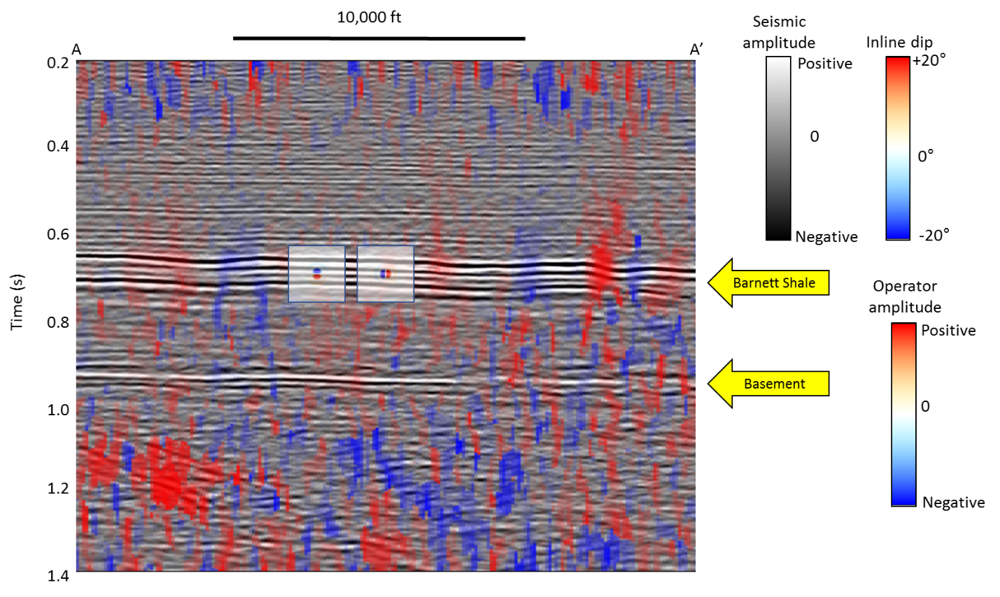 10,000 ft
A
A’
Seismic
amplitude
Positive
0
Negative
Inline dip
+20°
0°
-20°
0.2
0.4
0.6
0.8
1.0
1.2
1.4
Time (s)
Barnett Shale
Basement
Operator
amplitude
Positive
0
Negative